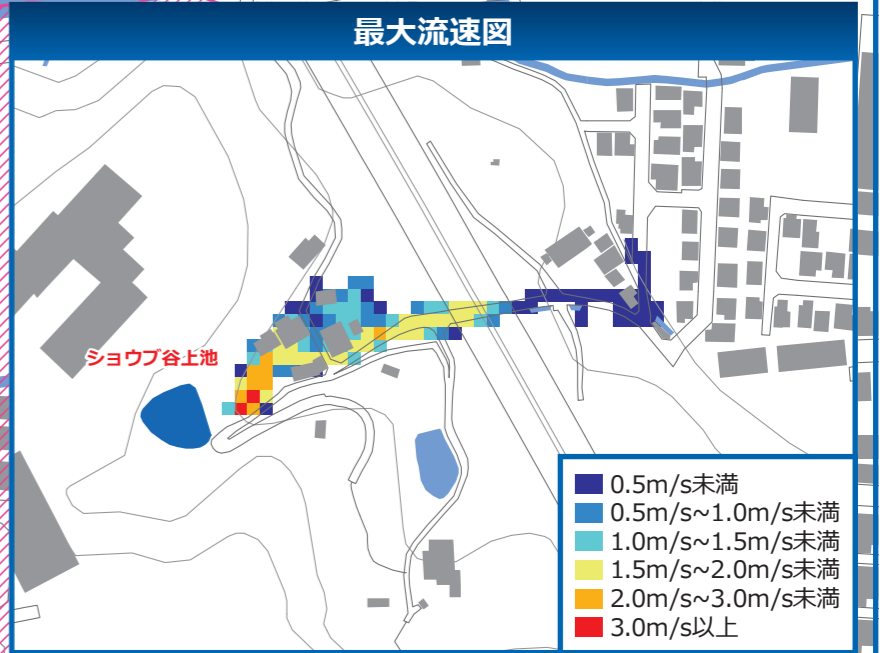 最大流速図
ショウブ谷上池
0.5m/s未満
0.5m/s~1.0m/s未満
1.0m/s~1.5m/s未満
1.5m/s~2.0m/s未満
2.0m/s~3.0m/s未満
3.0m/s以上